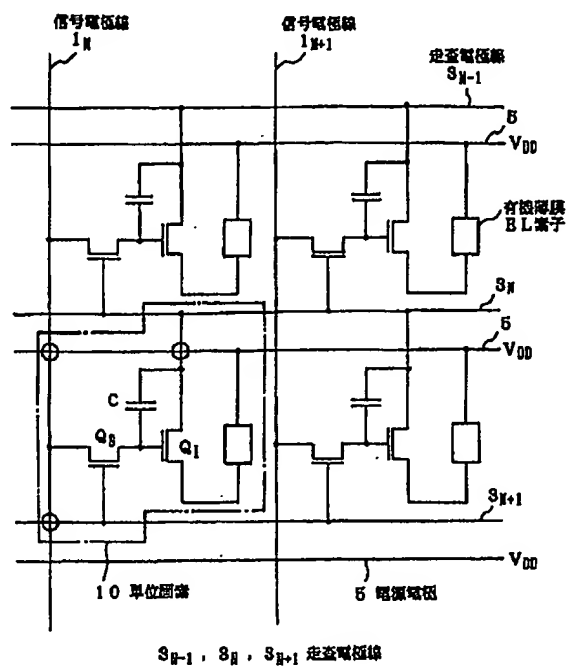 信号電極線
1N
信号電極線
1N+1
走査電極線
SN-1
5
VDD
有機薄膜
EL素子
SN
5
VDD
C
QS
QI
SN+1
VDD
10 単位画素
5 電源電極
SN-1 , SN , SN+1 走査電極線